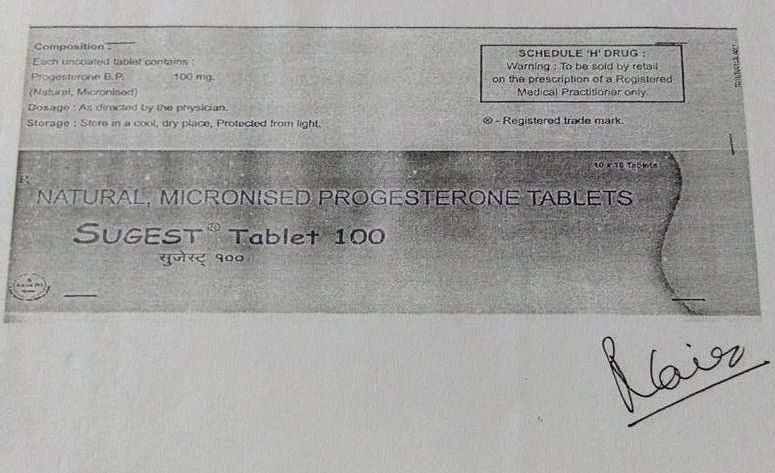 Composition :
Each uncoated tablet contains :
Progesterone B.P. 100 mg.
(Natural, Micronised)
Dosage : As directed by the physician.
Storage : Store in a cool, dry place, Protected from light.
SCHEDULE 'H' DRUG :
Warning : To be sold by retail
on the prescription of a Registered
Medical Practitioner only.
® - Registered trade mark.
10 x 10 Tablets
NATURAL, MICRONISED PROGESTERONE TABLETS
SUGEST® Tablet 100
सुजेस्ट् १००